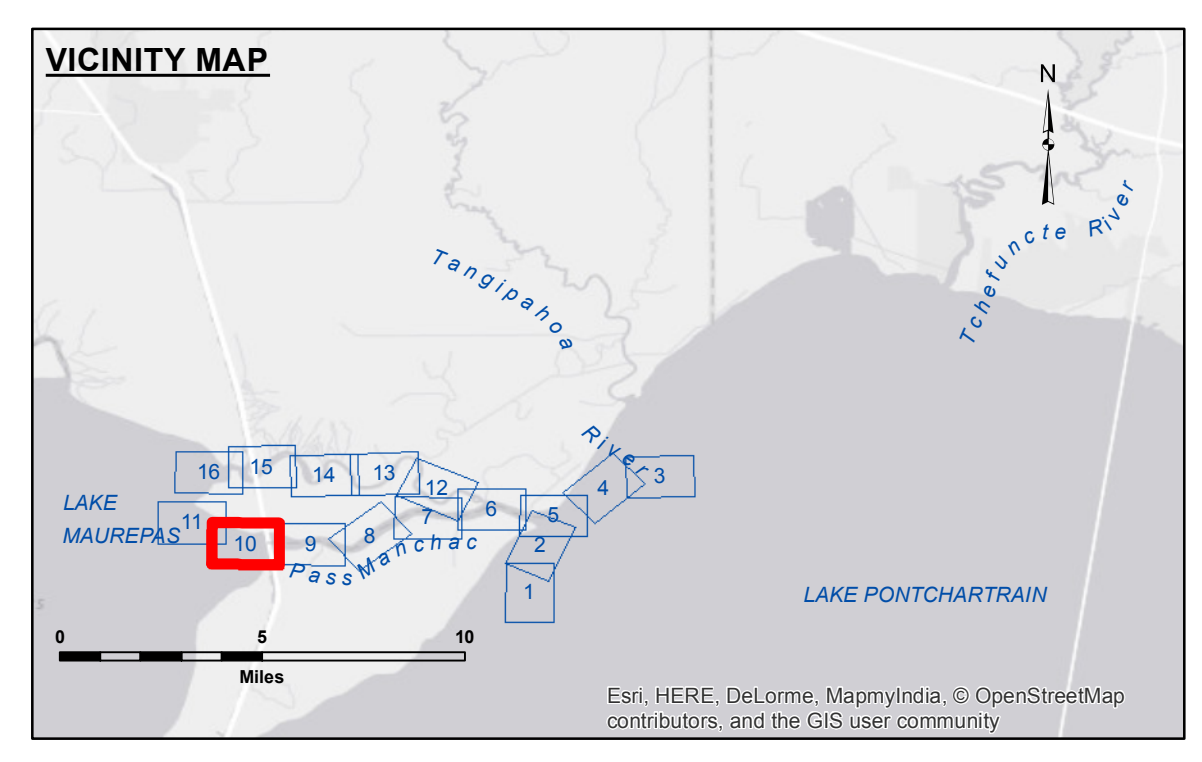 VICINITY MAP
N
Tchefuncte River
Tangipahoa
River
16
15
14
13
12
3
4
LAKE
MAUREPAS
11
10
9
8
7
6
5
2
1
Pass Manchac
LAKE PONTCHARTRAIN
0 5 10
Miles
Esri, HERE, DeLorme, MapmyIndia, © OpenStreetMap
contributors, and the GIS user community